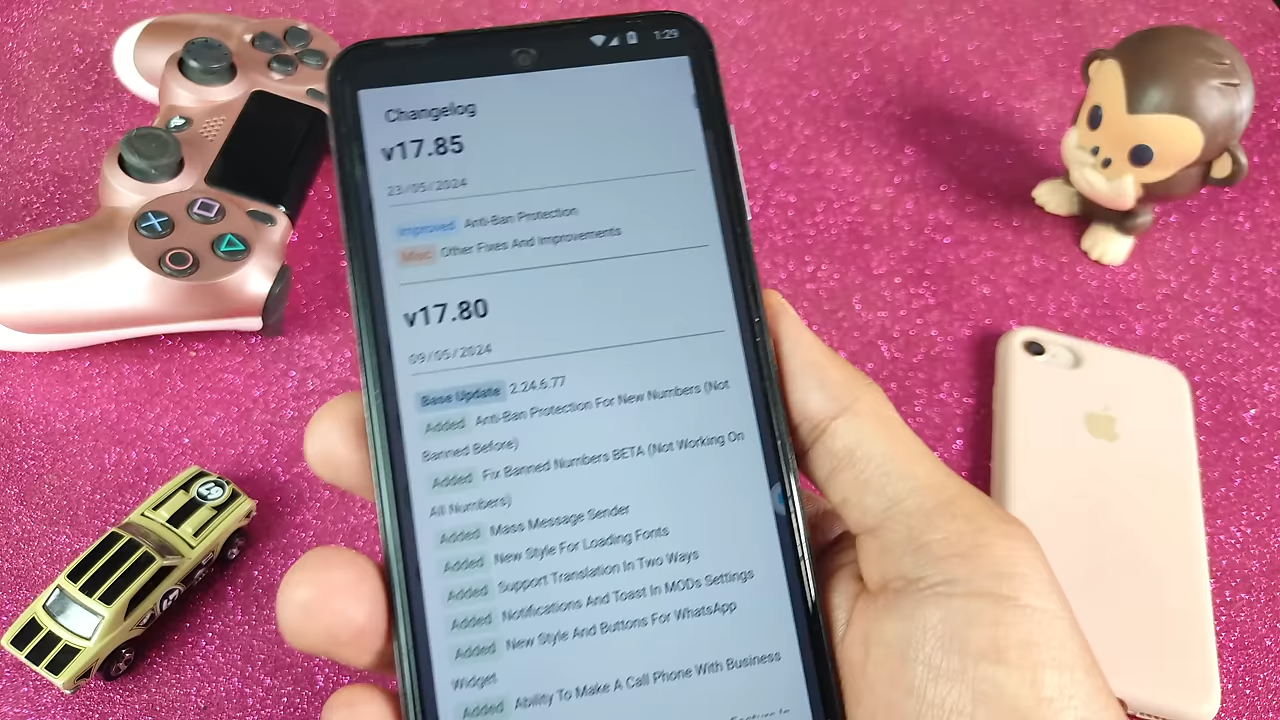 1:29
Changelog
v17.85
23/05/2024
Improved Anti-Ban Protection
Misc Other Fixes And Improvements
v17.80
09/05/2024
Base Update 2.24.6.77
Added Anti-Ban Protection For New Numbers (Not
Banned Before)
Added Fix Banned Numbers BETA (Not Working On
All Numbers)
Added Mass Message Sender
Added New Style For Loading Fonts
Added Support Translation In Two Ways
Added Notifications And Toast In MODs Settings
Added New Style And Buttons For WhatsApp
Widget
Added Ability To Make A Call Phone With Business